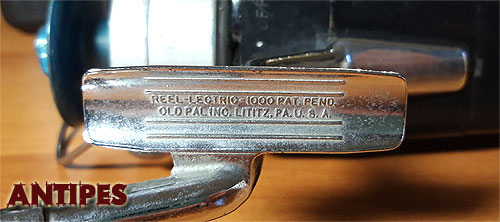 REEL-LECTRIC-1000 PAT. PEND.
OLD PAL INC. LITITZ, PA. U.S.A.
ANTIPES